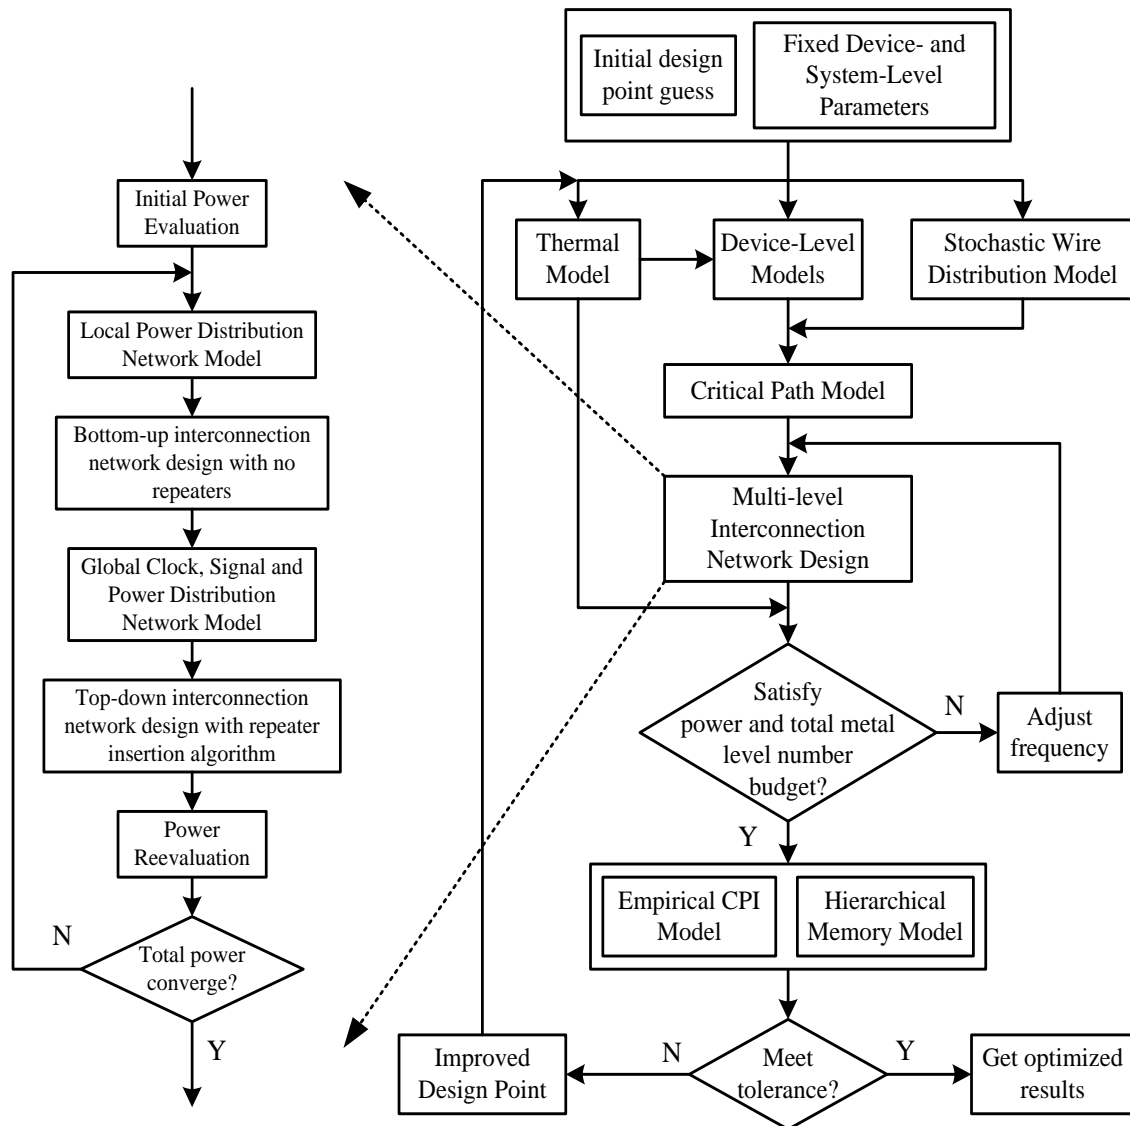 Initial Power
Evaluation
Local Power Distribution
Network Model
Bottom-up interconnection
network design with no
repeaters
Global Clock, Signal and
Power Distribution
Network Model
Top-down interconnection
network design with repeater
insertion algorithm
Power
Reevaluation
N
Total power
converge?
Y
Initial design
point guess
Fixed Device- and
System-Level
Parameters
Thermal
Model
Device-Level
Models
Stochastic Wire
Distribution Model
Critical Path Model
Multi-level
Interconnection
Network Design
Satisfy
power and total metal
level number
budget?
N
Adjust
frequency
Y
Empirical CPI
Model
Hierarchical
Memory Model
Improved
Design Point
N
Meet
tolerance?
Y
Get optimized
results